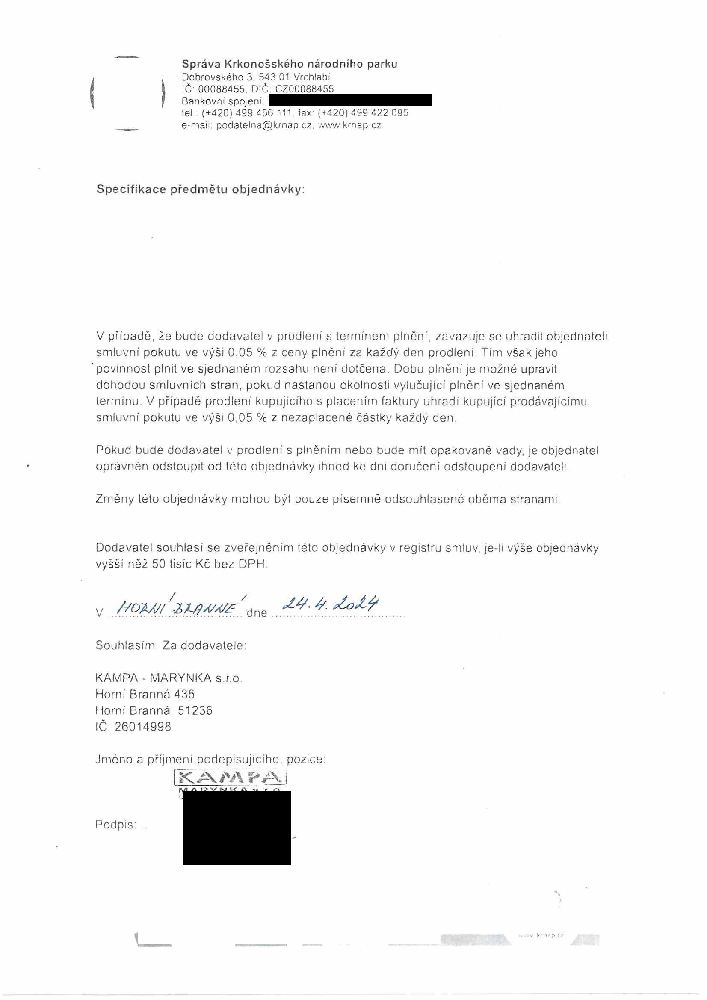 Správa Krkonošského národního parku
Dobrovského 3, 543 01 Vrchlabí
IČ: 00088455, DIČ: CZ00088455
Bankovní spojení:
tel.: (+420) 499 456 111, fax: (+420) 499 422 095
e-mail: podatelna@krnap.cz, www.krnap.cz
Specifikace předmětu objednávky:
V případě, že bude dodavatel v prodlení s termínem plnění, zavazuje se uhradit objednateli
smluvní pokutu ve výši 0,05 % z ceny plnění za každý den prodlení. Tím však jeho
povinnost plnit ve sjednaném rozsahu není dotčena. Dobu plnění je možné upravit
dohodou smluvních stran, pokud nastanou okolnosti vylučující plnění ve sjednaném
termínu. V případě prodlení kupujícího s placením faktury uhradí kupující prodávajícímu
smluvní pokutu ve výši 0,05 % z nezaplacené částky každý den.
Pokud bude dodavatel v prodlení s plněním nebo bude mít opakovaně vady, je objednatel
oprávněn odstoupit od této objednávky ihned ke dni doručení odstoupení dodavateli.
Změny této objednávky mohou být pouze písemně odsouhlasené oběma stranami.
Dodavatel souhlasí se zveřejněním této objednávky v registru smluv, je-li výše objednávky
vyšší něž 50 tisíc Kč bez DPH.
V HORNÍ BRANNÉ dne 24.4.2024
Souhlasím. Za dodavatele:
KAMPA - MARYNKA s.r.o.
Horní Branná 435
Horní Branná 51236
IČ: 26014998
Jméno a příjmení podepisujícího, pozice:
KAMPA
MARYNKA s.r.o.
Podpis: ..
3
www.krnap.cz